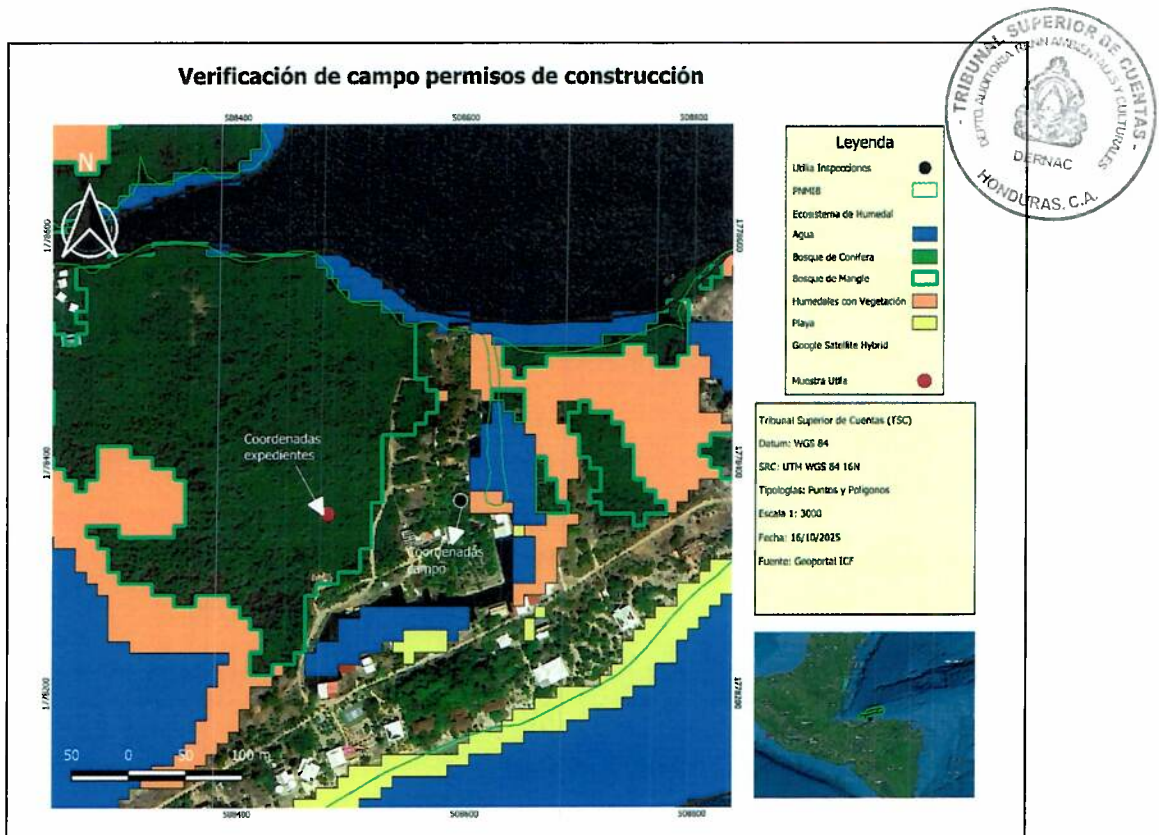 Verificación de campo permisos de construcción
TRIBUNAL SUPERIOR DE CUENTAS
DERNAC
HONDURAS, C.A.
508400
508600
508800
N
1778600
1778600
1778400
1778400
1778200
1778200
Coordenadas
expedientes
Coordenadas
campo
50 0 50 100 m
508400
508600
508800
Leyenda
Utila Inspecciones
PNMIB
Ecosistema de Humedal
Agua
Bosque de Conifera
Bosque de Mangle
Humedales con Vegetación
Playa
Google Satellite Hybrid
Muestra Utila
Tribunal Superior de Cuentas (TSC)
Datum: WGS 84
SRC: UTM WGS 84 16N
Tipologias: Puntos y Poligonos
Escala 1: 3000
Fecha: 16/10/2025
Fuente: Geoportal ICF